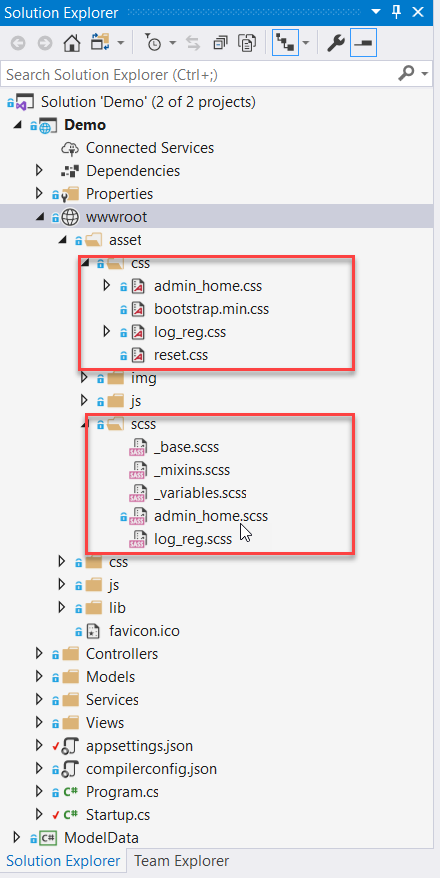 Solution Explorer
Search Solution Explorer (Ctrl+;)
Solution 'Demo' (2 of 2 projects)
Demo
Connected Services
Dependencies
Properties
wwwroot
asset
css
admin_home.css
bootstrap.min.css
log_reg.css
reset.css
img
js
scss
_base.scss
_mixins.scss
_variables.scss
admin_home.scss
log_reg.scss
css
js
lib
favicon.ico
Controllers
Models
Services
Views
appsettings.json
compilerconfig.json
C# Program.cs
C# Startup.cs
C# ModelData
Solution Explorer Team Explorer